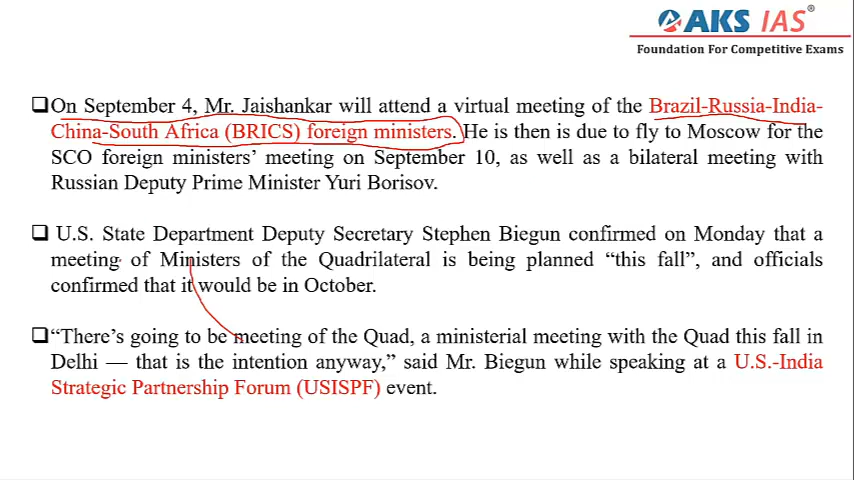 AKS IAS®
Foundation For Competitive Exams
On September 4, Mr. Jaishankar will attend a virtual meeting of the Brazil-Russia-India-
China-South Africa (BRICS) foreign ministers. He is then is due to fly to Moscow for the
SCO foreign ministers’ meeting on September 10, as well as a bilateral meeting with
Russian Deputy Prime Minister Yuri Borisov.
U.S. State Department Deputy Secretary Stephen Biegun confirmed on Monday that a
meeting of Ministers of the Quadrilateral is being planned “this fall”, and officials
confirmed that it would be in October.
“There’s going to be meeting of the Quad, a ministerial meeting with the Quad this fall in
Delhi — that is the intention anyway,” said Mr. Biegun while speaking at a U.S.-India
Strategic Partnership Forum (USISPF) event.